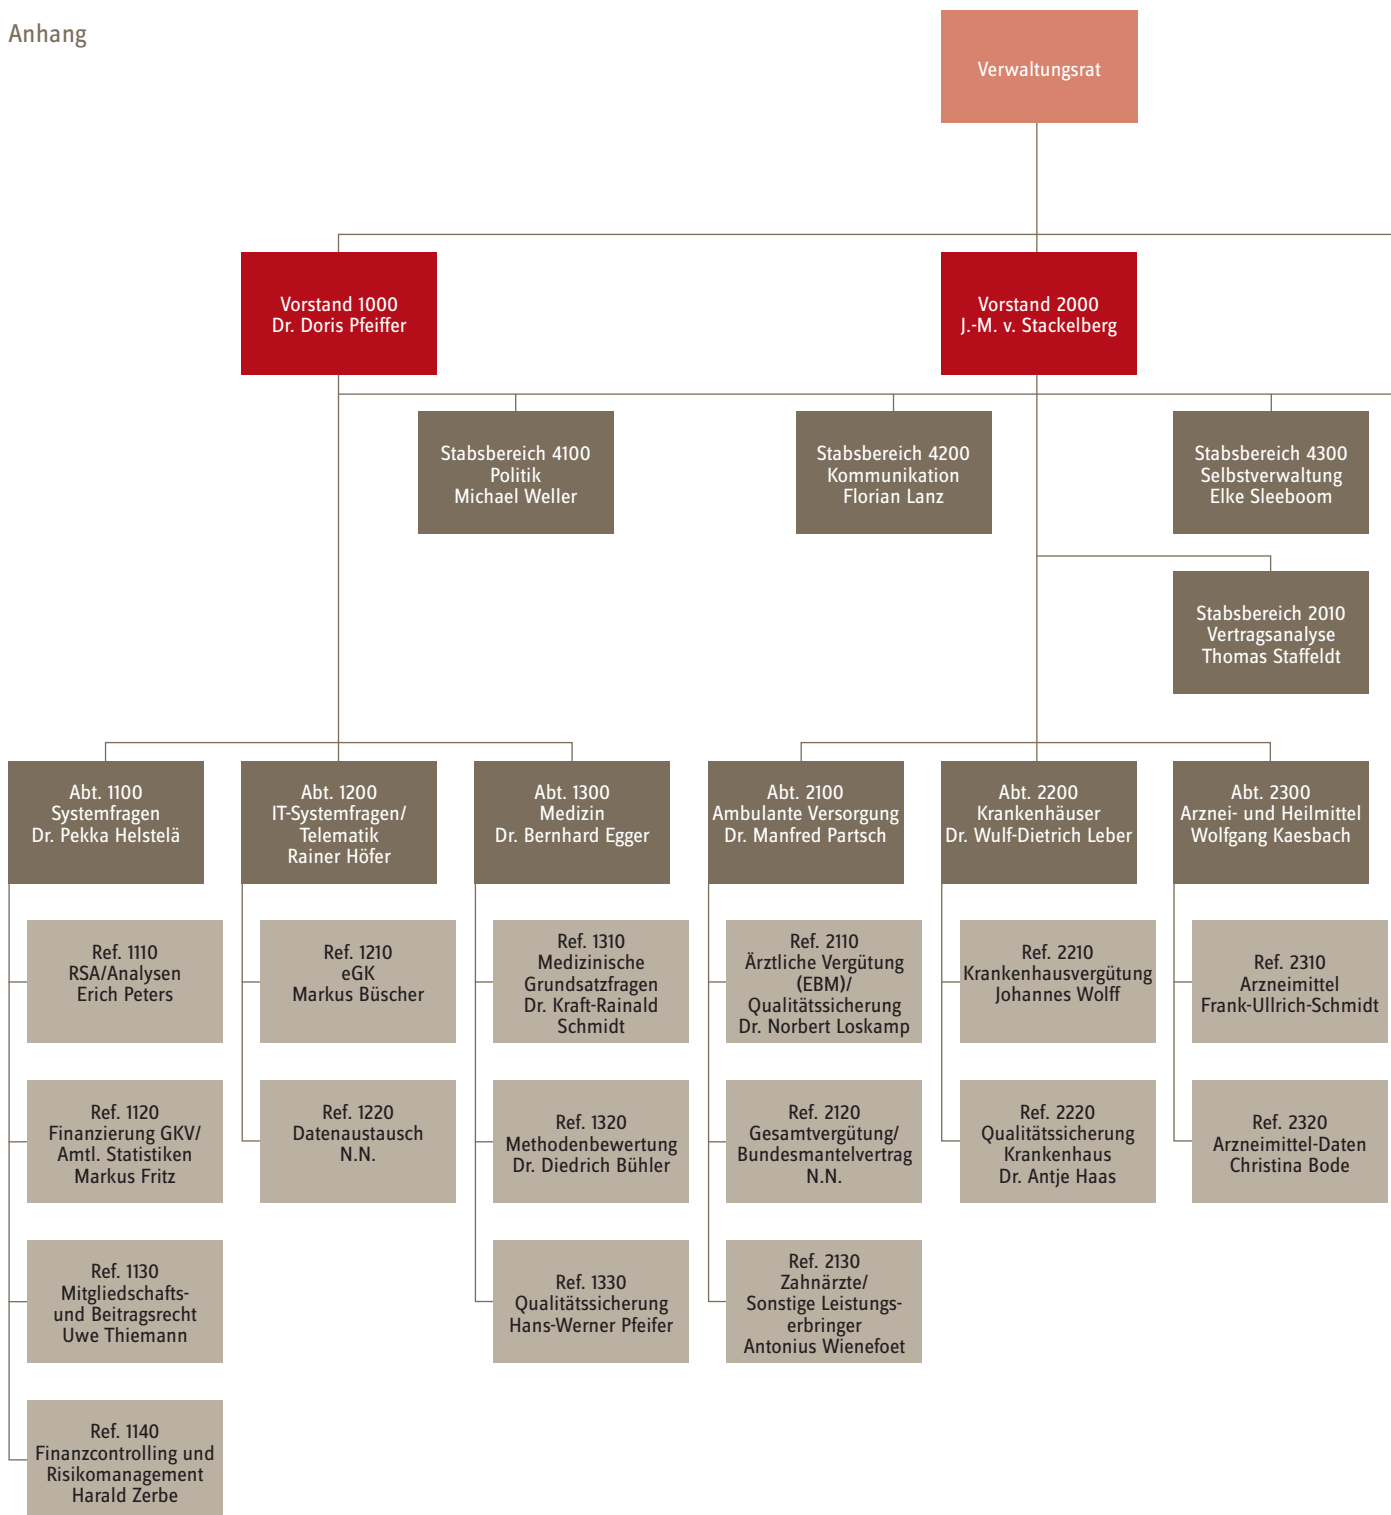 Anhang
Verwaltungsrat
Vorstand 1000
Dr. Doris Pfeiffer
Vorstand 2000
J.-M. v. Stackelberg
Stabsbereich 4100
Politik
Michael Weller
Stabsbereich 4200
Kommunikation
Florian Lanz
Stabsbereich 4300
Selbstverwaltung
Elke Sleeboom
Stabsbereich 2010
Vertragsanalyse
Thomas Staffeldt
Abt. 1100
Systemfragen
Dr. Pekka Helstelä
Abt. 1200
IT-Systemfragen/
Telematik
Rainer Höfer
Abt. 1300
Medizin
Dr. Bernhard Egger
Abt. 2100
Ambulante Versorgung
Dr. Manfred Partsch
Abt. 2200
Krankenhäuser
Dr. Wulf-Dietrich Leber
Abt. 2300
Arznei- und Heilmittel
Wolfgang Kaesbach
Ref. 1110
RSA/Analysen
Erich Peters
Ref. 1210
eGK
Markus Büscher
Ref. 1310
Medizinische
Grundsatzfragen
Dr. Kraft-Rainald
Schmidt
Ref. 2110
Ärztliche Vergütung
(EBM)/
Qualitätssicherung
Dr. Norbert Loskamp
Ref. 2210
Krankenhausvergütung
Johannes Wolff
Ref. 2310
Arzneimittel
Frank-Ullrich-Schmidt
Ref. 1120
Finanzierung GKV/
Amtl. Statistiken
Markus Fritz
Ref. 1220
Datenaustausch
N.N.
Ref. 1320
Methodenbewertung
Dr. Diedrich Bühler
Ref. 2120
Gesamtvergütung/
Bundesmantelvertrag
N.N.
Ref. 2220
Qualitätssicherung
Krankenhaus
Dr. Antje Haas
Ref. 2320
Arzneimittel-Daten
Christina Bode
Ref. 1130
Mitgliedschafts-
und Beitragsrecht
Uwe Thiemann
Ref. 1330
Qualitätssicherung
Hans-Werner Pfeifer
Ref. 2130
Zahnärzte/
Sonstige Leistungs-
erbringer
Antonius Wienefoet
Ref. 1140
Finanzcontrolling und
Risikomanagement
Harald Zerbe